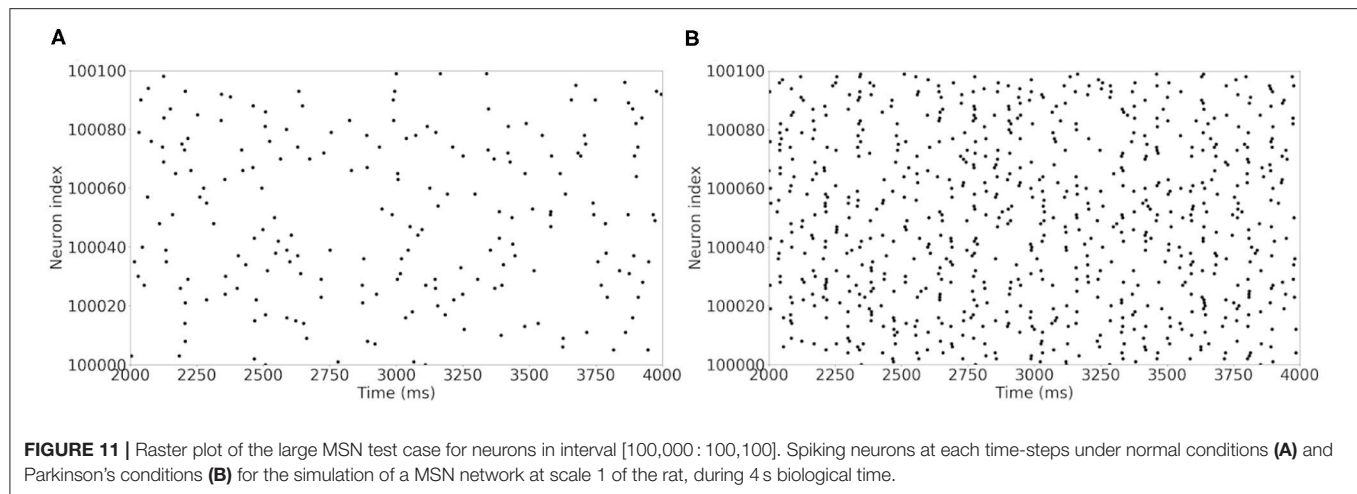 A
B
100100
100080
100060
100040
100020
100000
Neuron index
2000 2250 2500 2750 3000 3250 3500 3750 4000
Time (ms)
100100
100080
100060
100040
100020
100000
Neuron index
2000 2250 2500 2750 3000 3250 3500 3750 4000
Time (ms)
FIGURE 11 | Raster plot of the large MSN test case for neurons in interval [100,000 : 100,100]. Spiking neurons at each time-steps under normal conditions (A) and
Parkinson's conditions (B) for the simulation of a MSN network at scale 1 of the rat, during 4 s biological time.